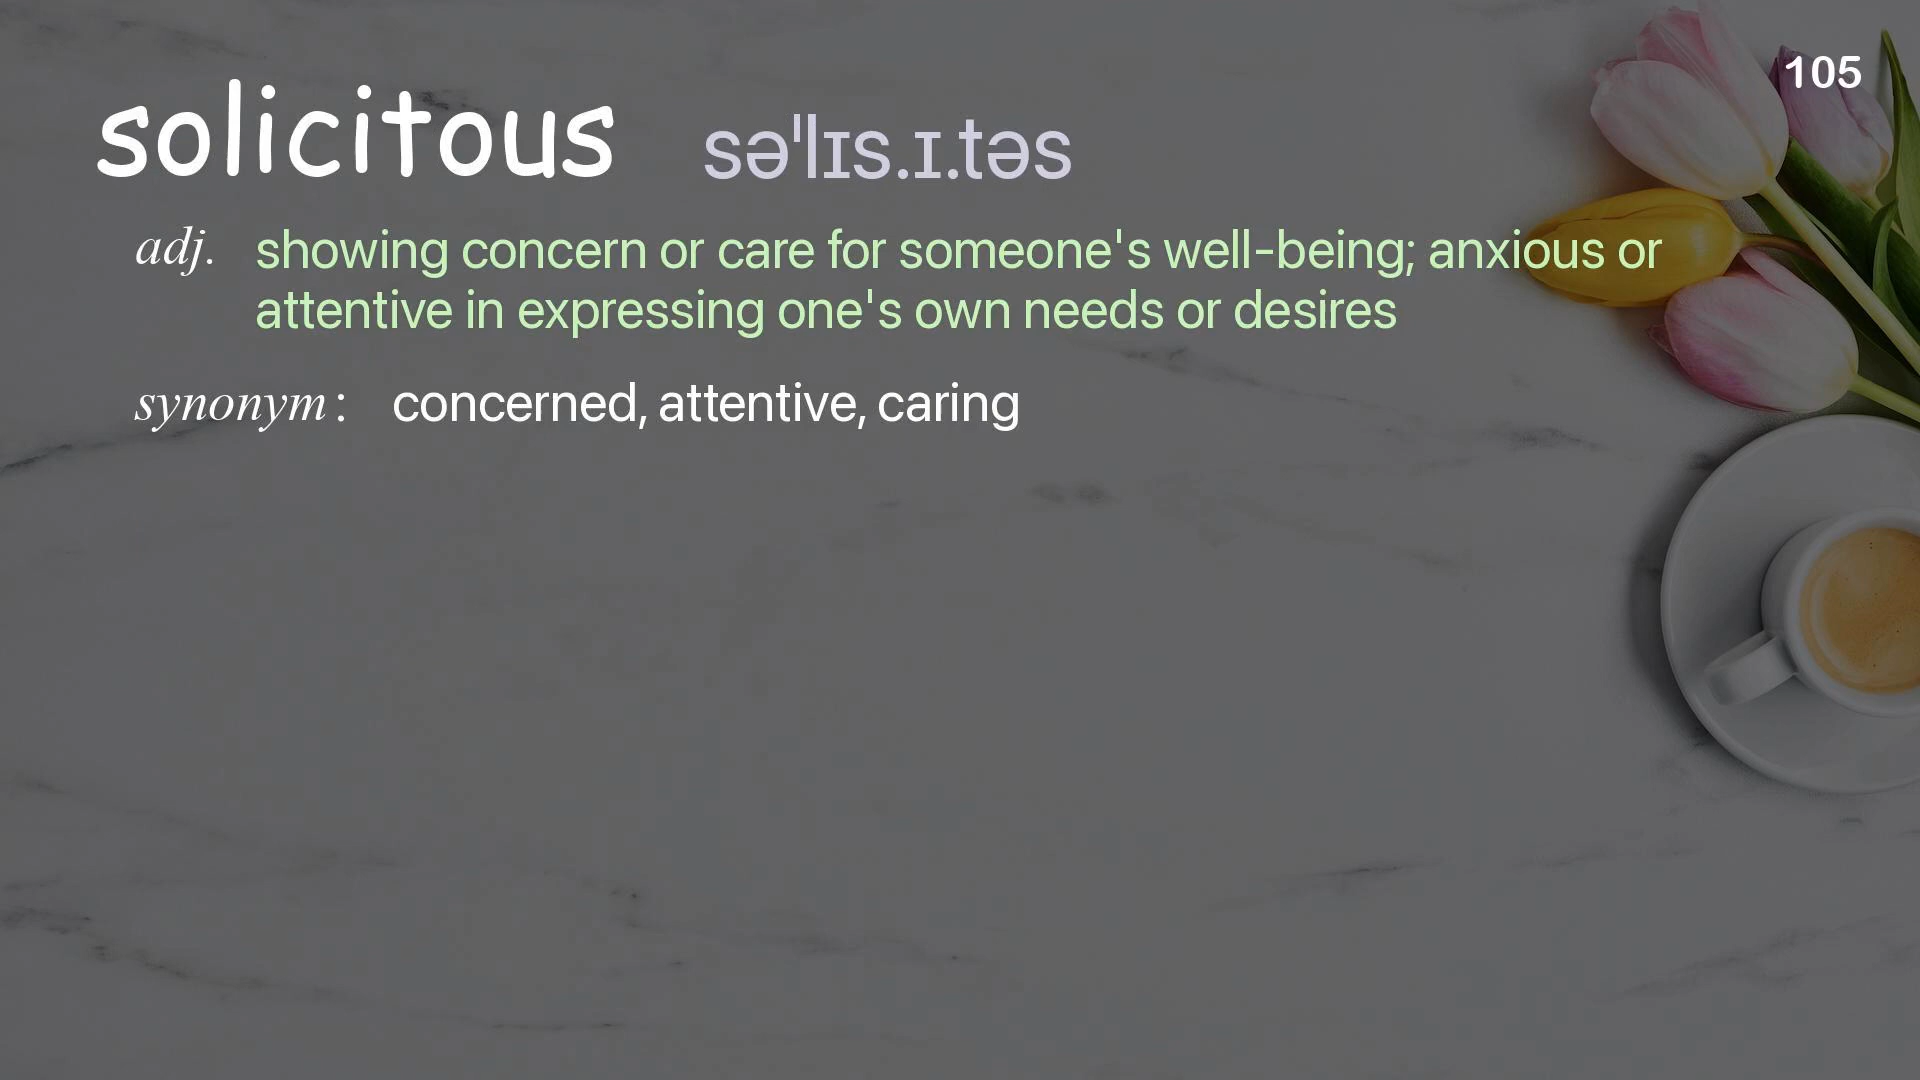 105
solicitous səˈlɪs.ɪ.təs
adj. showing concern or care for someone's well-being; anxious or
attentive in expressing one's own needs or desires
synonym: concerned, attentive, caring